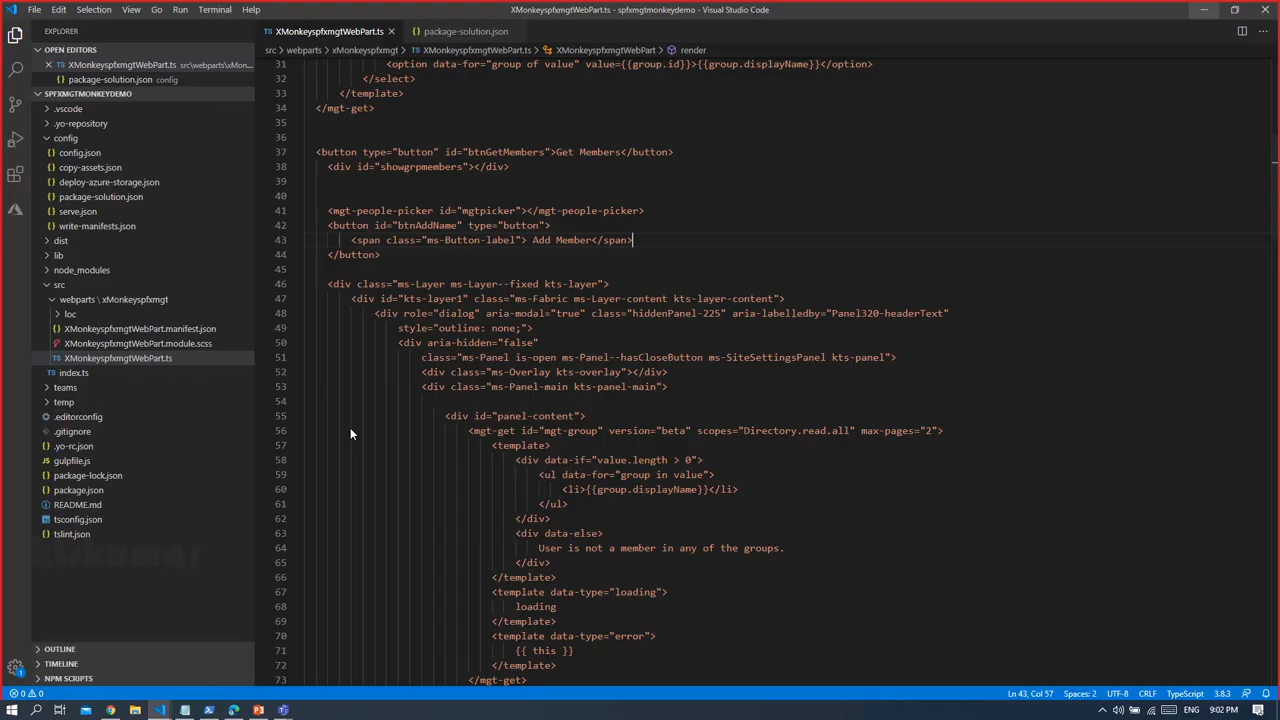 File Edit Selection View Go Run Terminal Help
XMonkeyspfxmgtWebPart.ts - spfxmgtmonkeydemo - Visual Studio Code
EXPLORER
OPEN EDITORS
XMonkeyspfxmgtWebPart.ts src\webparts\xMon...
package-solution.json config
SPFXMGTMONKEYDEMO
.vscode
.yo-repository
config
config.json
copy-assets.json
deploy-azure-storage.json
package-solution.json
serve.json
write-manifests.json
dist
lib
node_modules
src
webparts \ xMonkeyspfxmgt
loc
XMonkeyspfxmgtWebPart.manifest.json
XMonkeyspfxmgtWebPart.module.scss
XMonkeyspfxmgtWebPart.ts
index.ts
teams
temp
.editorconfig
.gitignore
.yo-rc.json
gulpfile.js
package-lock.json
package.json
README.md
tsconfig.json
tslint.json
OUTLINE
TIMELINE
NPM SCRIPTS
XMonkeyspfxmgtWebPart.ts package-solution.json
src > webparts > xMonkeyspfxmgt > XMonkeyspfxmgtWebPart.ts > XMonkeyspfxmgtWebPart > render
31 <option data-for="group of value" value={{group.id}}>{{group.displayName}}</option>
32 </select>
33 </template>
34 </mgt-get>
35
36
37 <button type="button" id="btnGetMembers">Get Members</button>
38 <div id="showgrpmembers"></div>
39
40
41 <mgt-people-picker id="mgtpicker"></mgt-people-picker>
42 <button id="btnAddName" type="button">
43 <span class="ms-Button-label"> Add Member</span>
44 </button>
45
46 <div class="ms-Layer ms-Layer--fixed kts-layer">
47 <div id="kts-layer1" class="ms-Fabric ms-Layer-content kts-layer-content">
48 <div role="dialog" aria-modal="true" class="hiddenPanel-225" aria-labelledby="Panel320-headerText"
49 style="outline: none;">
50 <div aria-hidden="false"
51 class="ms-Panel is-open ms-Panel--hasCloseButton ms-SiteSettingsPanel kts-panel">
52 <div class="ms-Overlay kts-overlay"></div>
53 <div class="ms-Panel-main kts-panel-main">
54
55 <div id="panel-content">
56 <mgt-get id="mgt-group" version="beta" scopes="Directory.read.all" max-pages="2">
57 <template>
58 <div data-if="value.length > 0">
59 <ul data-for="group in value">
60 <li>{{group.displayName}}</li>
61 </ul>
62 </div>
63 <div data-else>
64 User is not a member in any of the groups.
65 </div>
66 </template>
67 <template data-type="loading">
68 loading
69 </template>
70 <template data-type="error">
71 {{ this }}
72 </template>
73 </mgt-get>
1
0 0 Ln 43, Col 57 Spaces: 2 UTF-8 CRLF TypeScript 3.8.3
ENG 9:02 PM